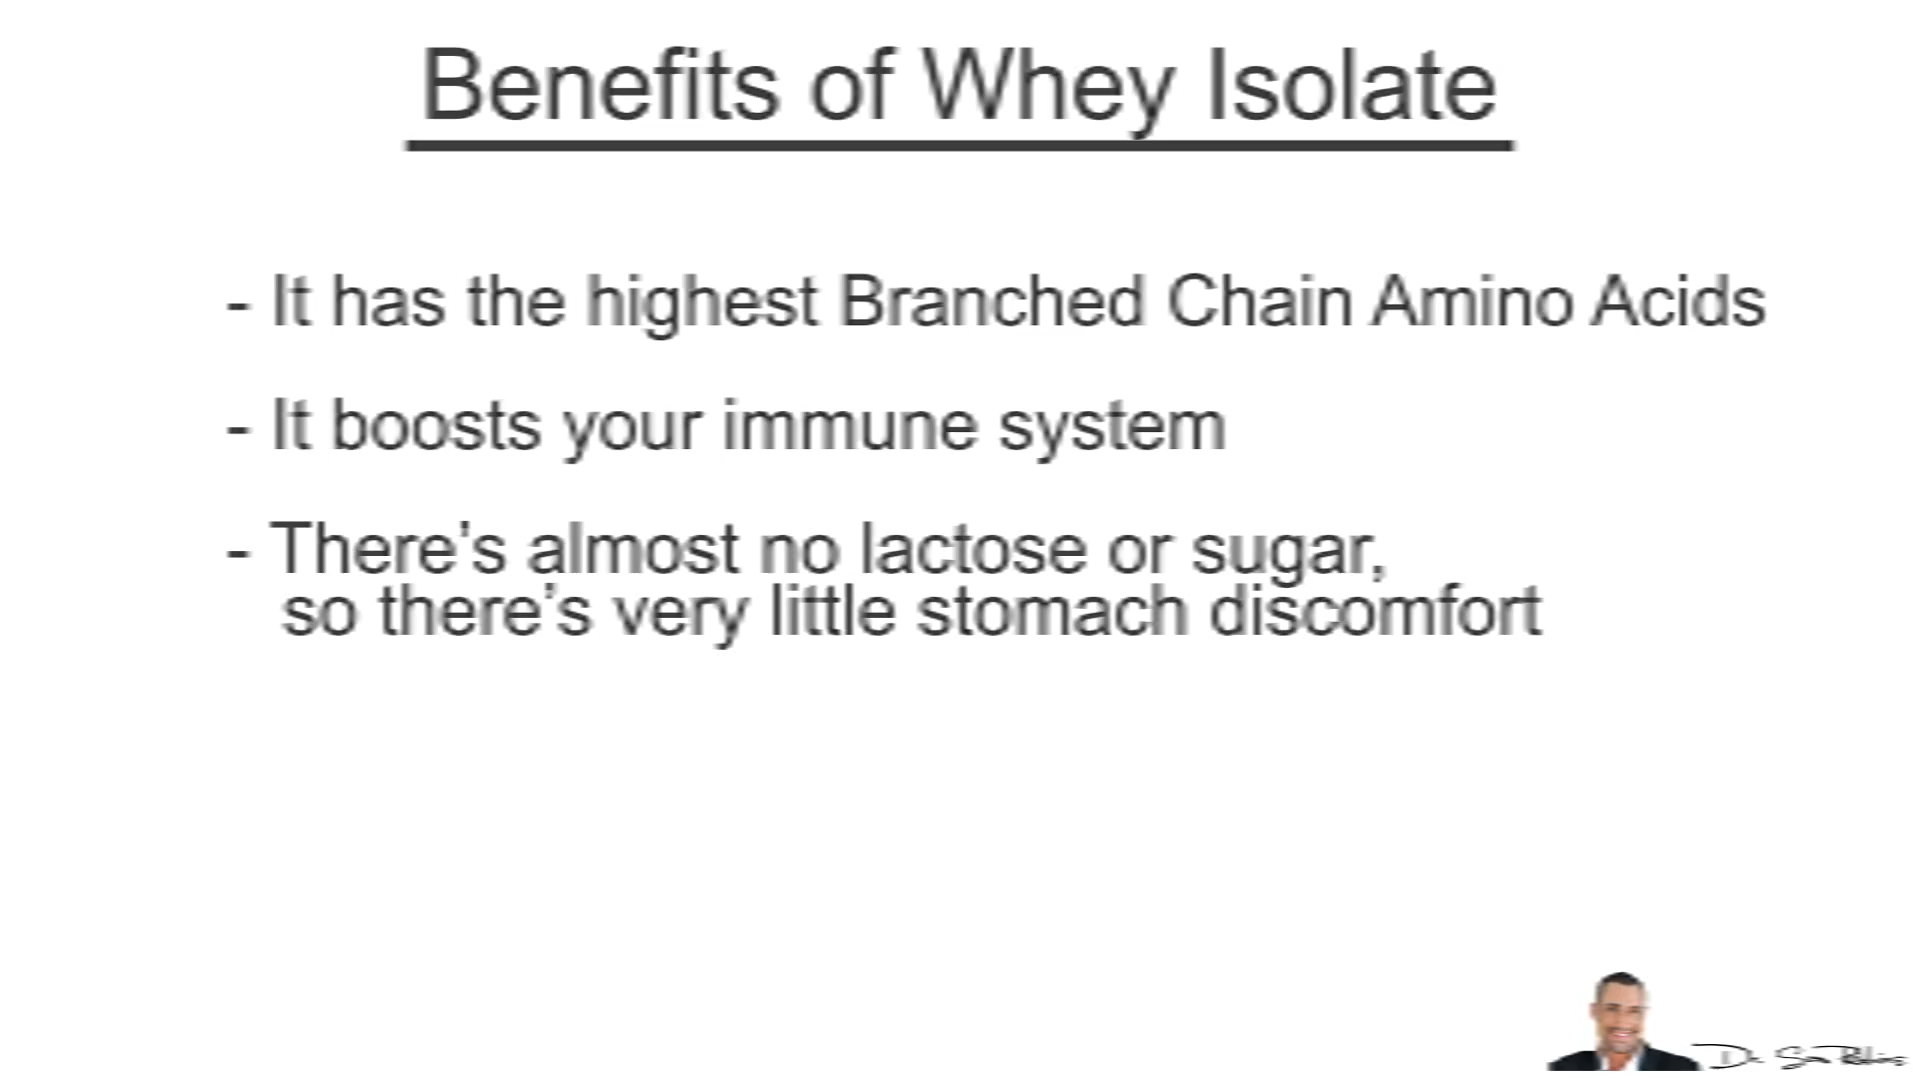 Benefits of Whey Isolate
- It has the highest Branched Chain Amino Acids
- It boosts your immune system
- There's almost no lactose or sugar,
so there's very little stomach discomfort
Dr.